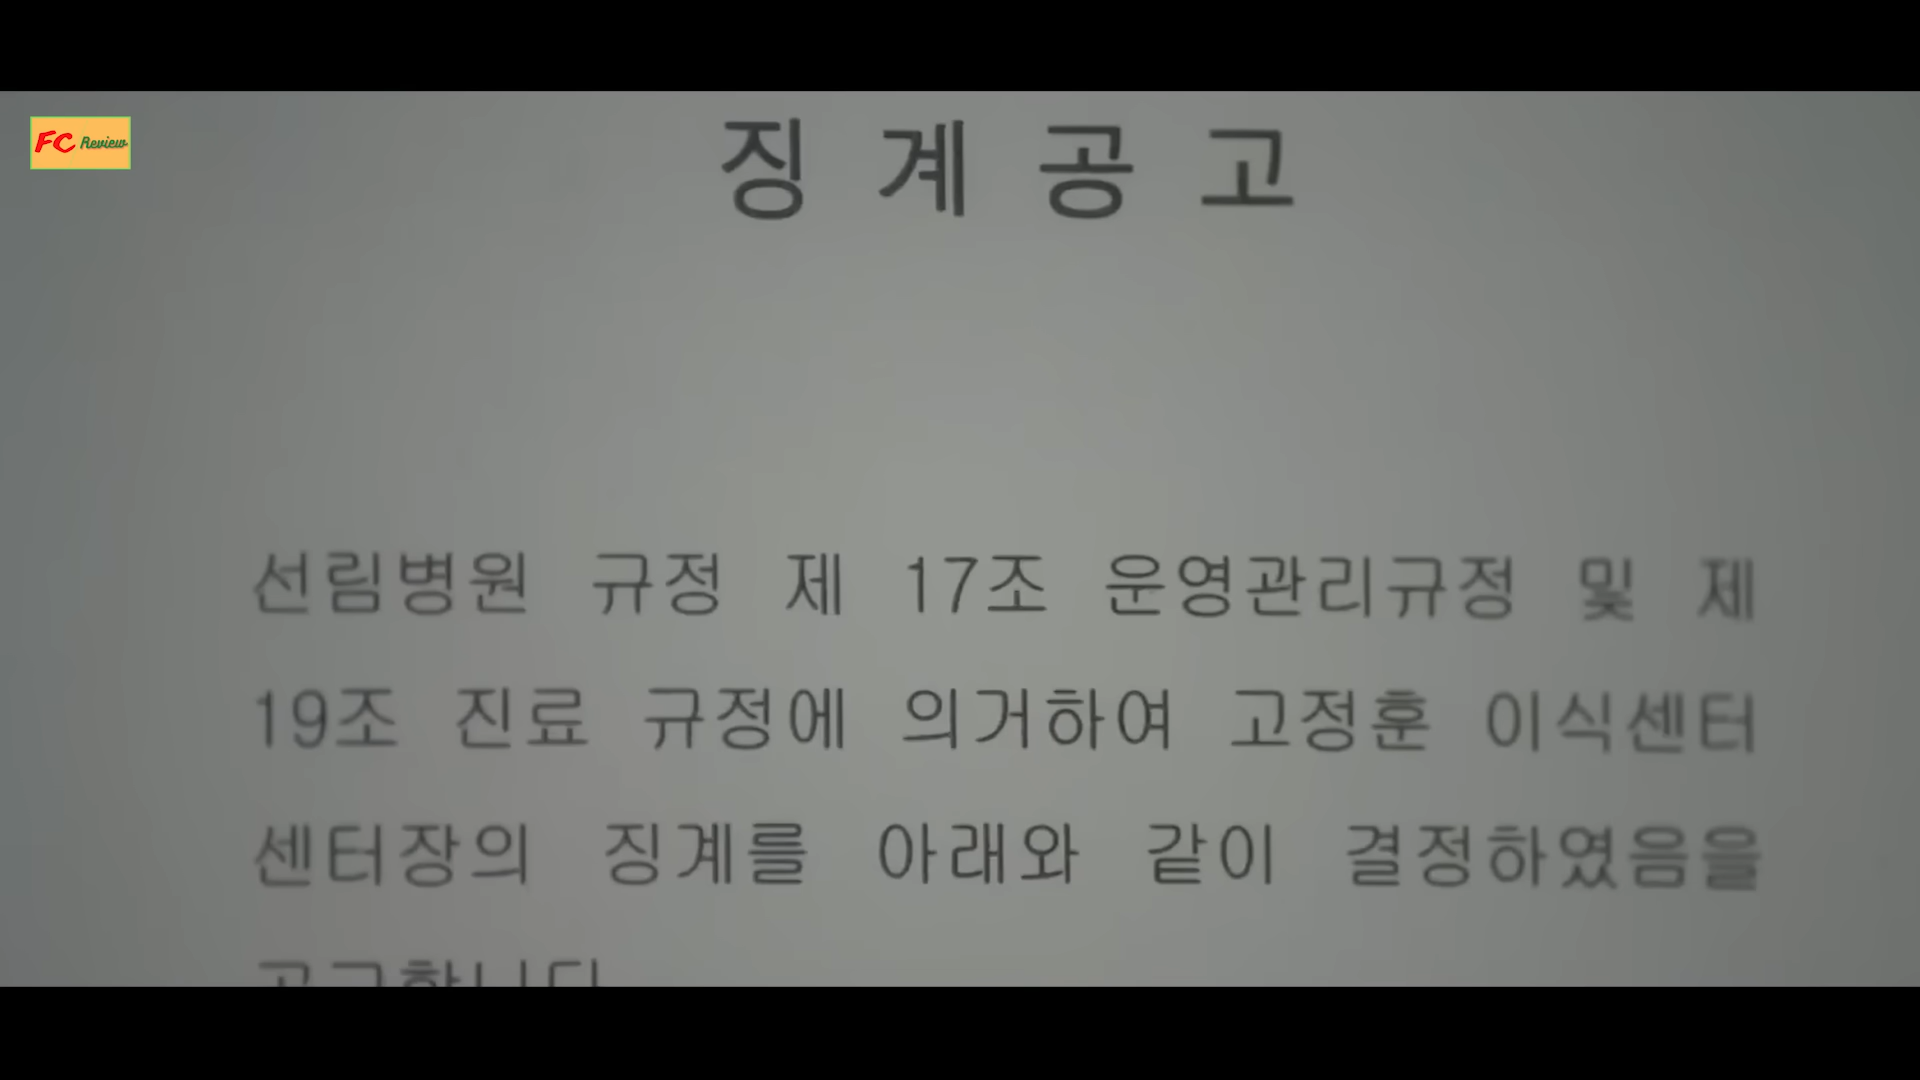 FC Review
징 계 공 고
선림병원 규정 제 17조 운영관리규정 및 제
19조 진료 규정에 의거하여 고정훈 이식센터
센터장의 징계를 아래와 같이 결정하였음을